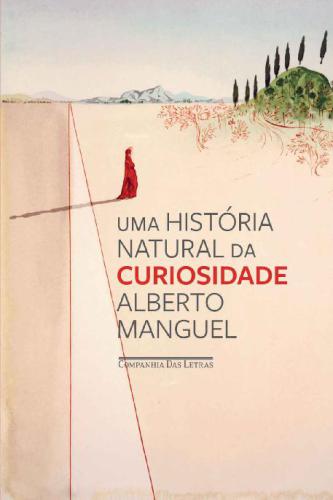 UMA HISTÓRIA
NATURAL DA
CURIOSIDADE
ALBERTO
MANGUEL
COMPANHIA DAS LETRAS